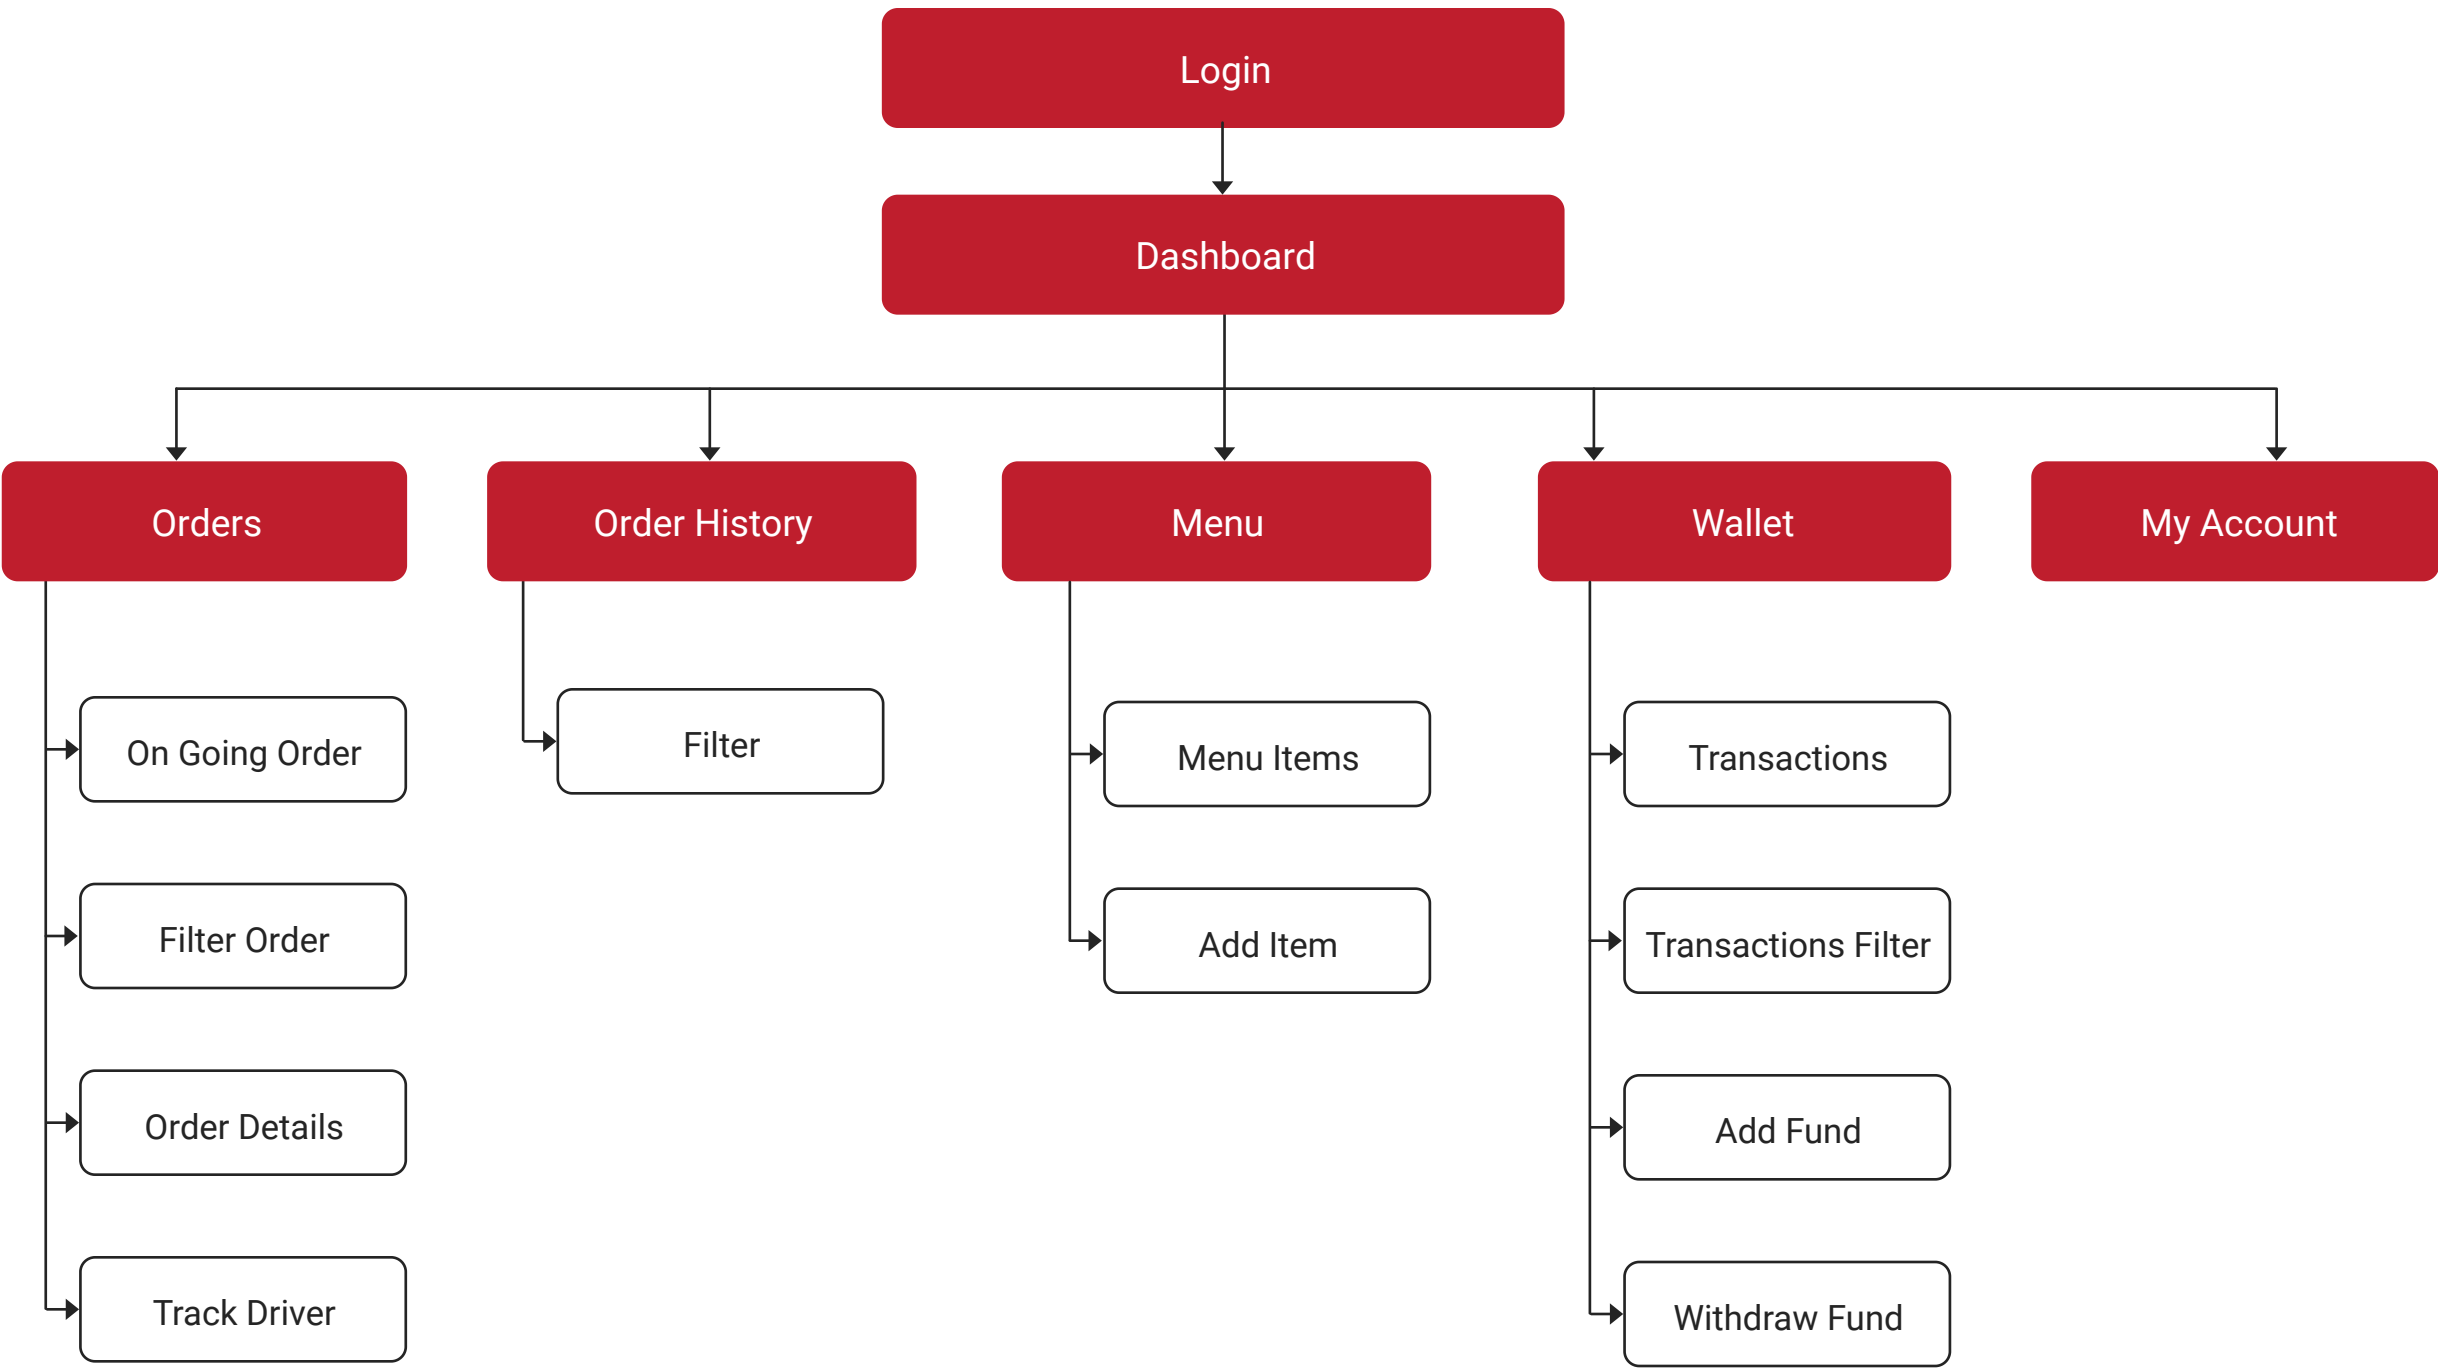 Login
Dashboard
Orders
Order History
Menu
Wallet
My Account
On Going Order
Filter Order
Order Details
Track Driver
Filter
Menu Items
Add Item
Transactions
Transactions Filter
Add Fund
Withdraw Fund